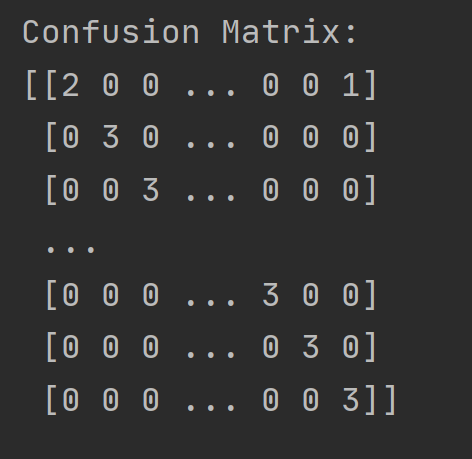 Confusion Matrix:
[[2 0 0 ... 0 0 1]
 [0 3 0 ... 0 0 0]
 [0 0 3 ... 0 0 0]
 ...
 [0 0 0 ... 3 0 0]
 [0 0 0 ... 0 3 0]
 [0 0 0 ... 0 0 3]]